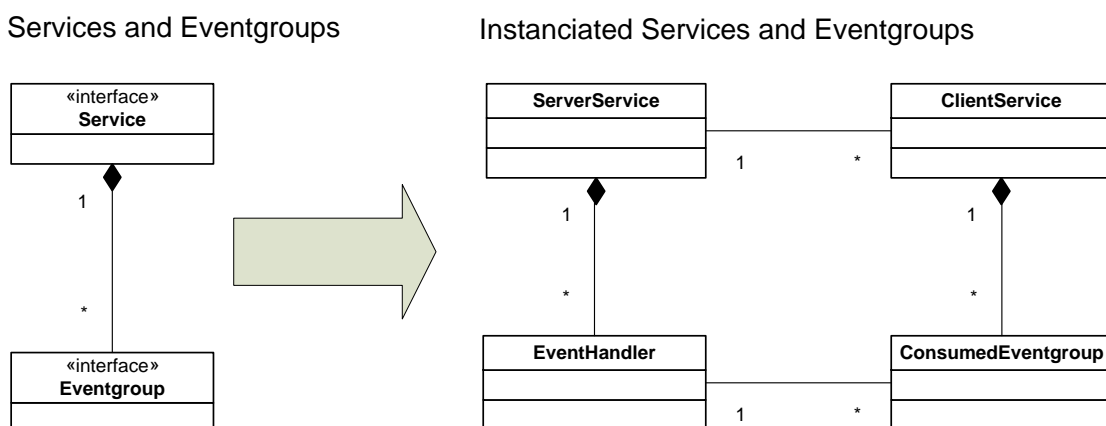 Services and Eventgroups
Instanciated Services and Eventgroups
«interface»
Service
1
*
«interface»
Eventgroup
ServerService
ClientService
1
*
1
1
*
*
EventHandler
ConsumedEventgroup
1
*